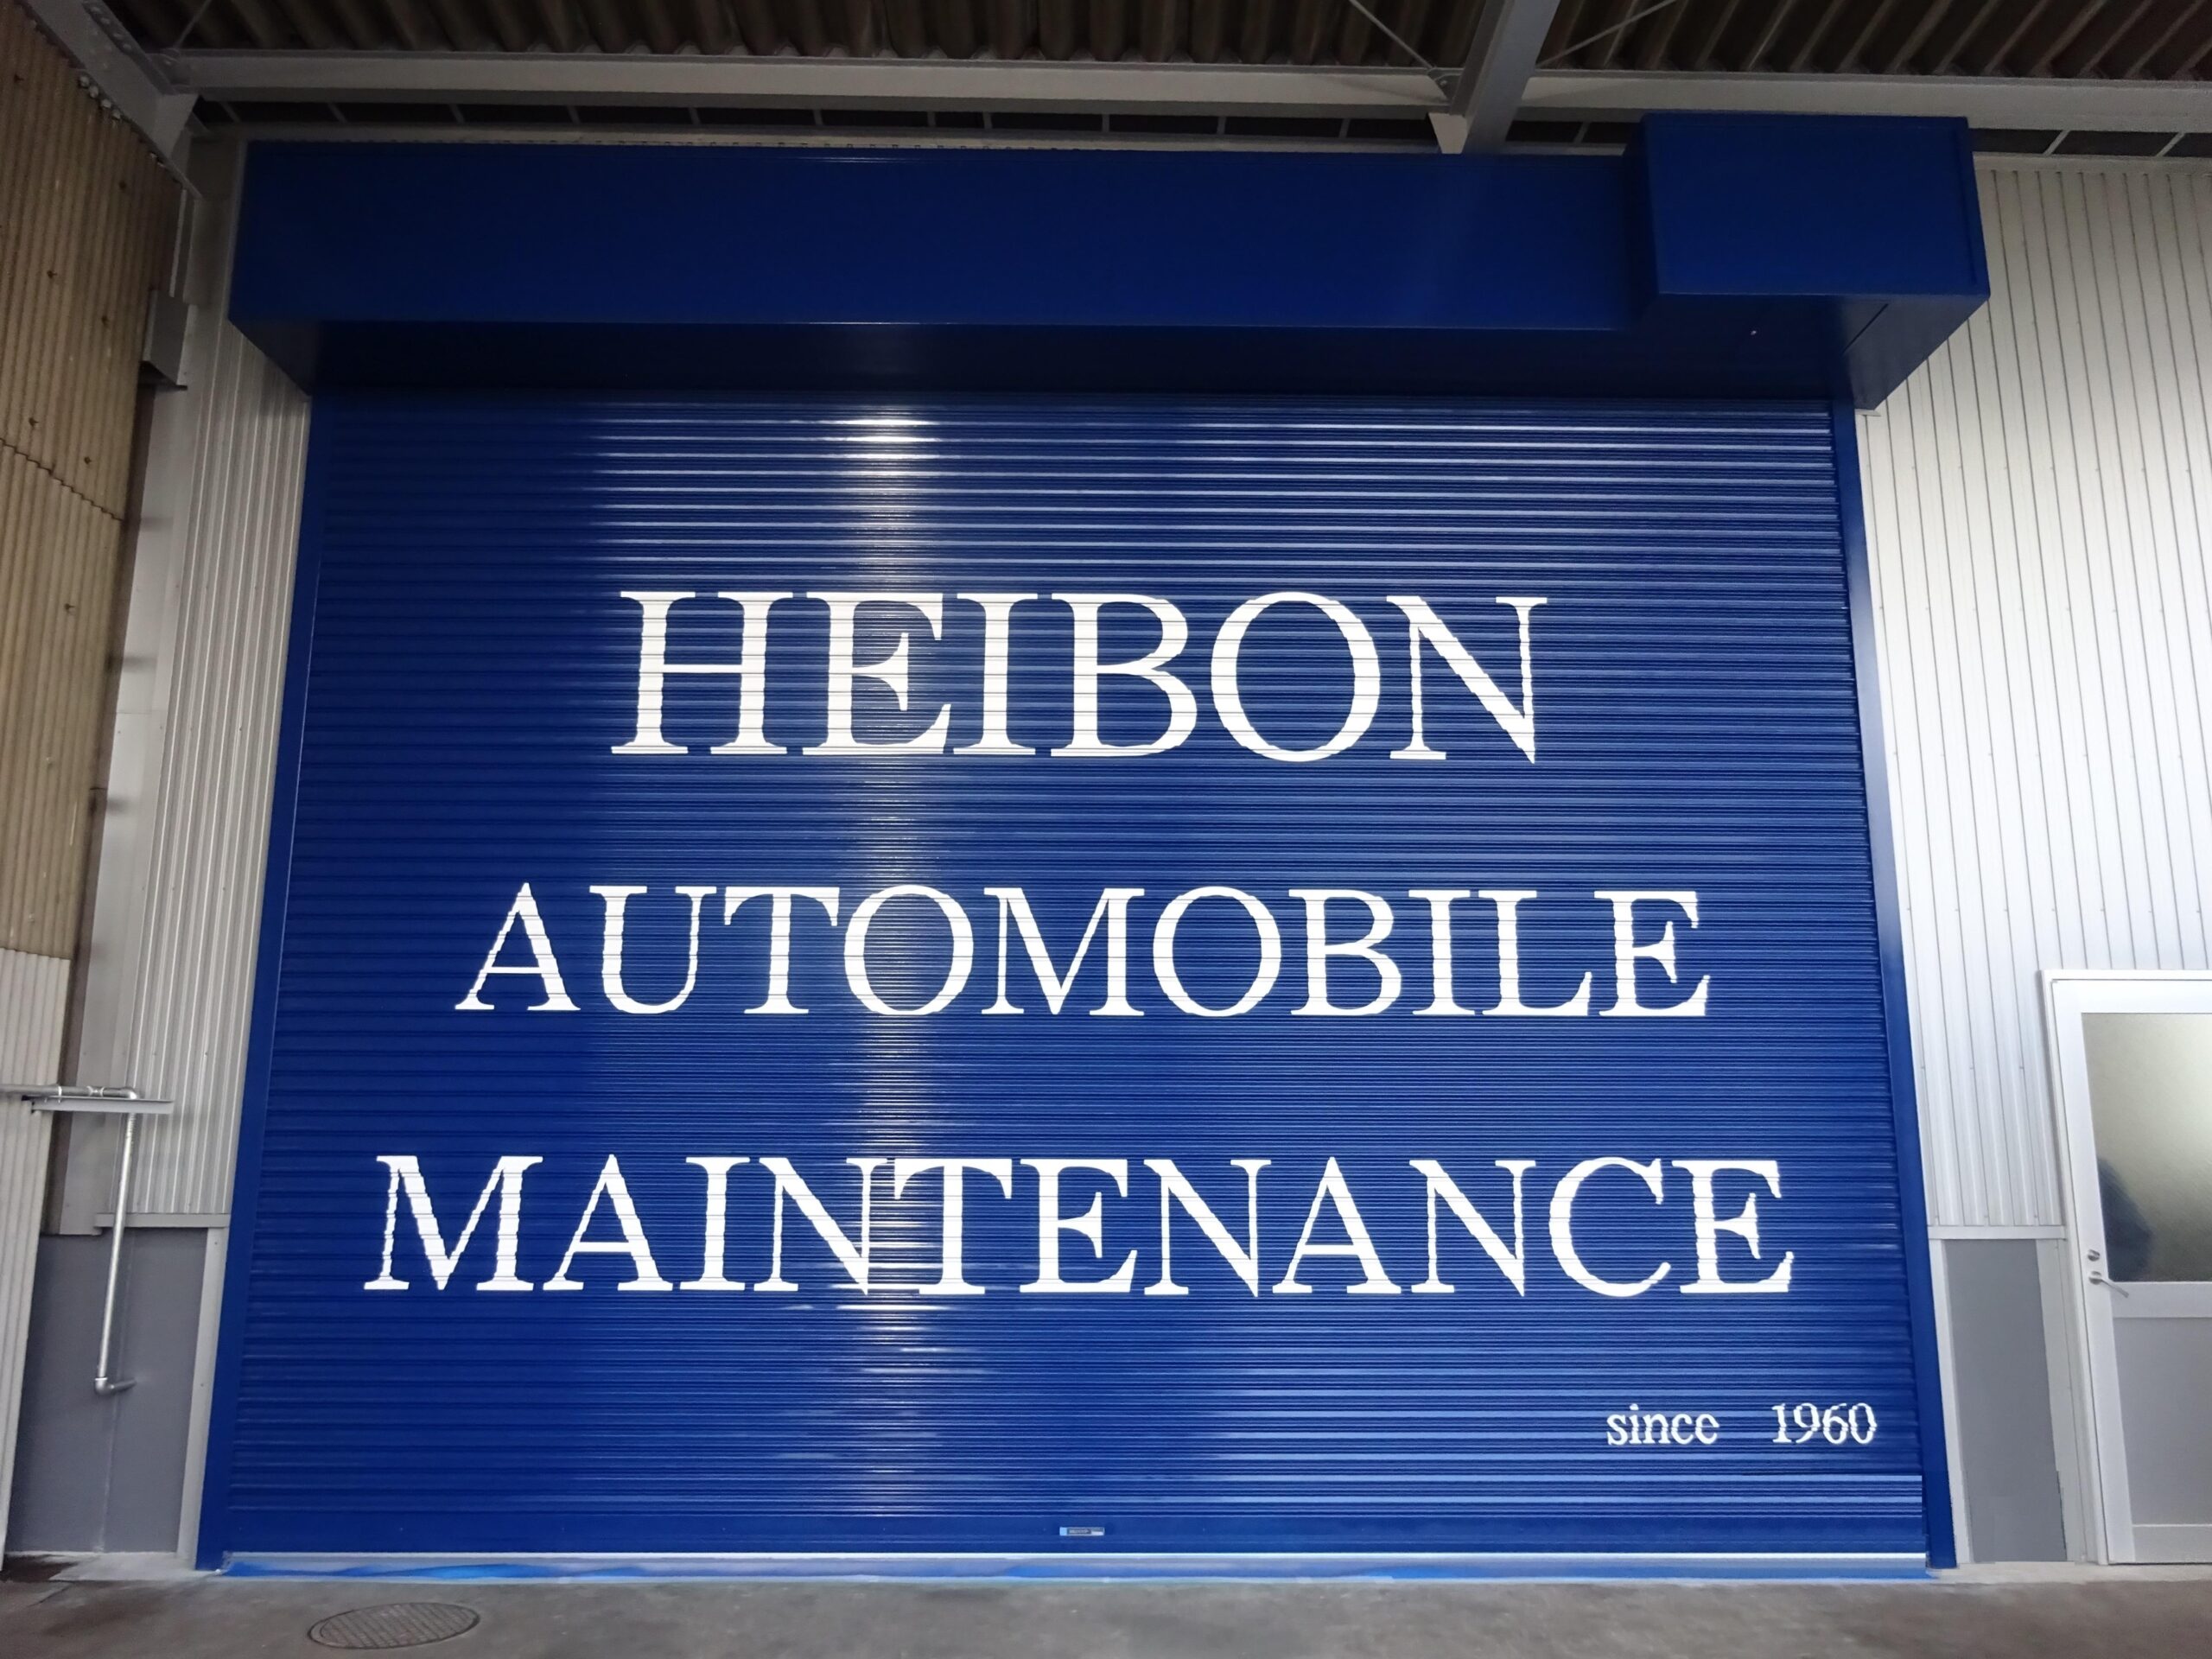 HEIBON
AUTOMOBILE
MAINTENANCE
since 1960